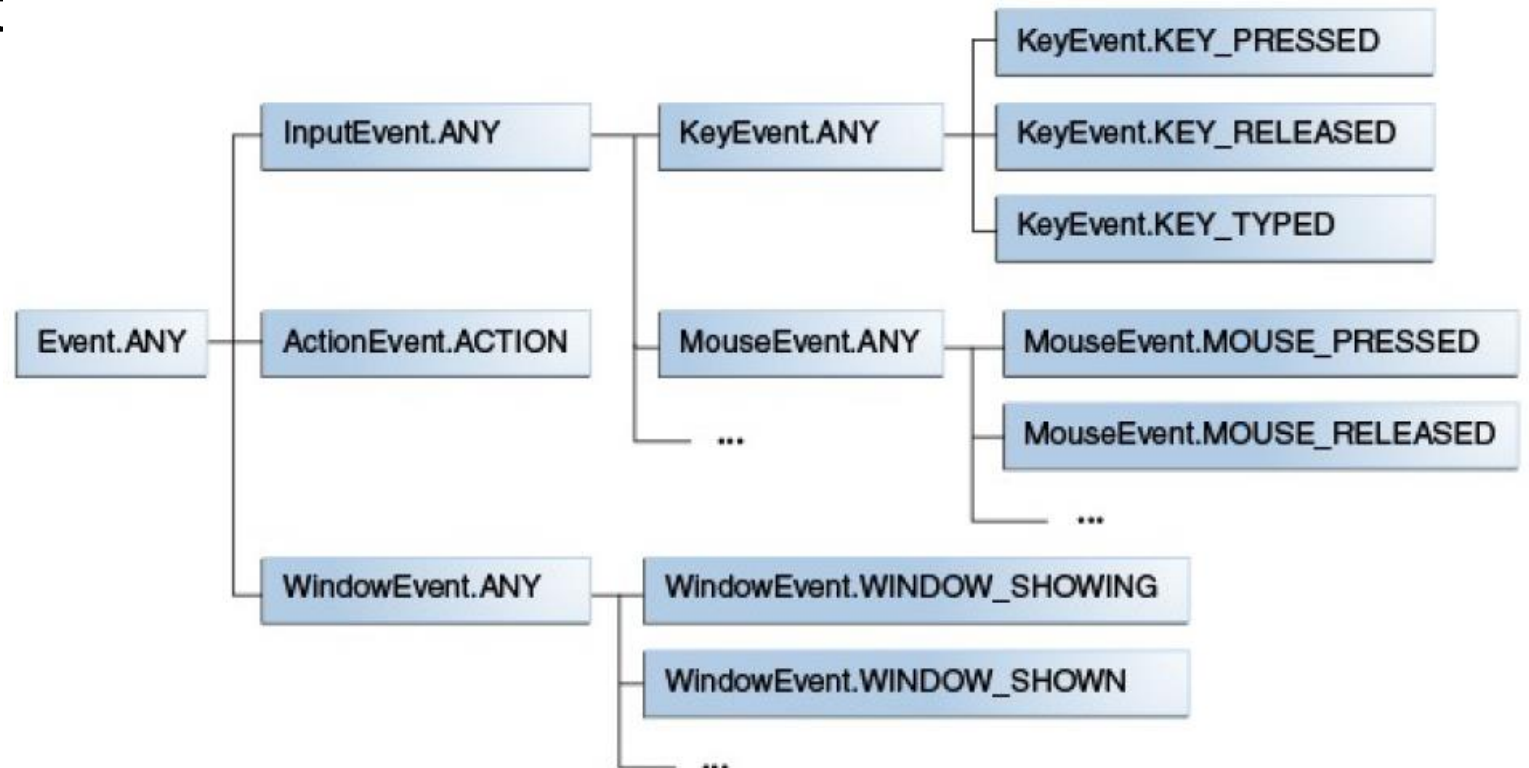 KeyEvent.KEY_PRESSED
InputEvent.ANY
KeyEvent.ANY
KeyEvent.KEY_RELEASED
KeyEvent.KEY_TYPED
Event.ANY
ActionEvent.ACTION
MouseEvent.ANY
MouseEvent.MOUSE_PRESSED
...
MouseEvent.MOUSE_RELEASED
...
WindowEvent.ANY
WindowEvent.WINDOW_SHOWING
WindowEvent.WINDOW_SHOWN
...